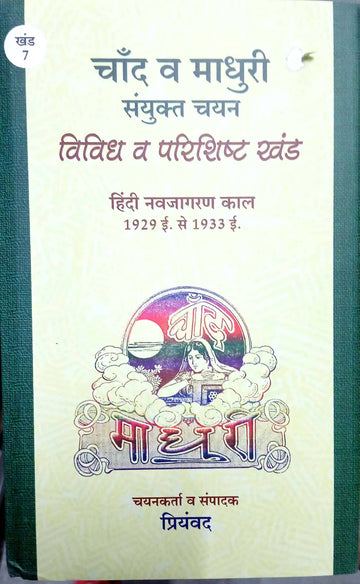 खंड
7
चाँद व माधुरी
संयुक्त चयन
विविध व परिशिष्ट खंड
हिंदी नवजागरण काल
1929 ई. से 1933 ई.
चाँद
माधुरी
चयनकर्ता व संपादक
प्रियंवद